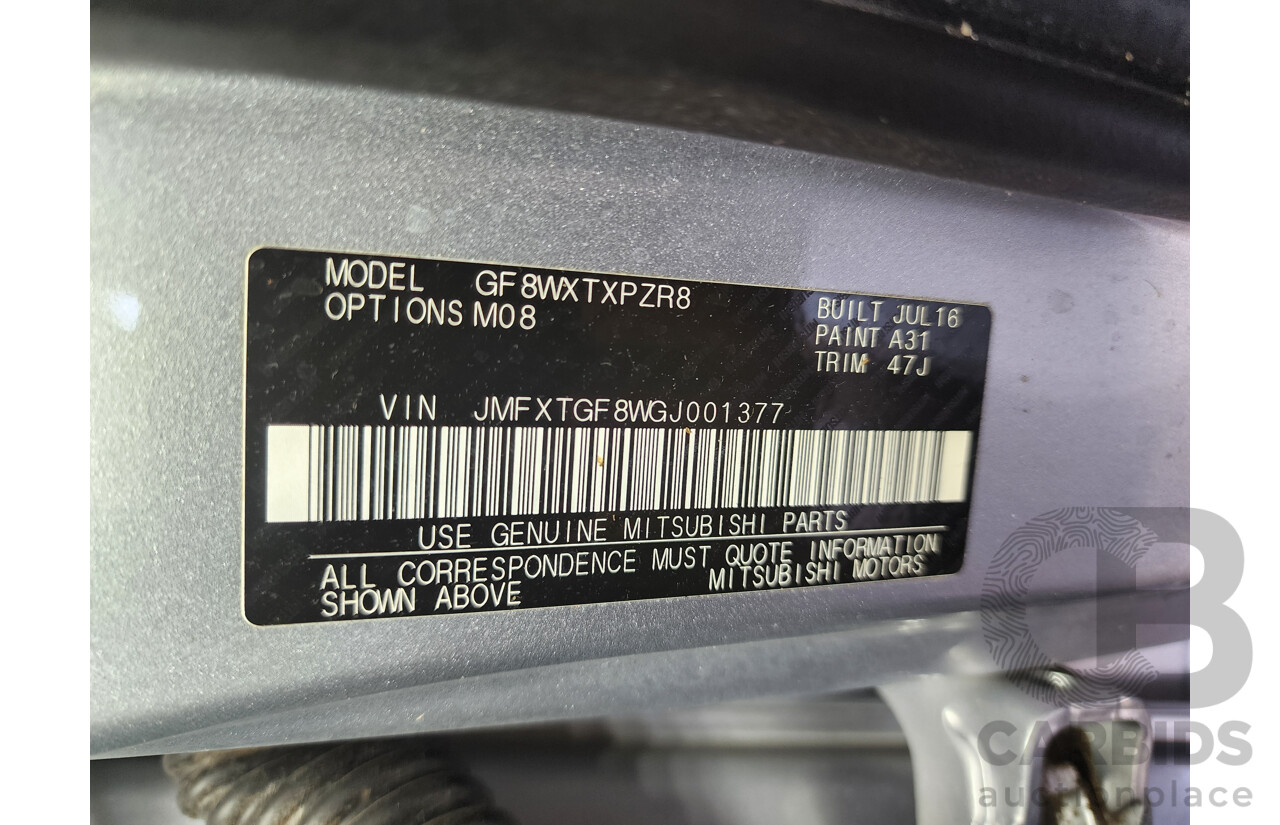 MODEL GF8WXTXPZR8
OPTIONS M08
BUILT JUL16
PAINT A31
TRIM 47J
VIN JMFXTGF8WGJ001377
USE GENUINE MITSUBISHI PARTS
ALL CORRESPONDENCE MUST QUOTE INFORMATION
SHOWN ABOVE MITSUBISHI MOTORS
CB
CARBIDS
auctionplace